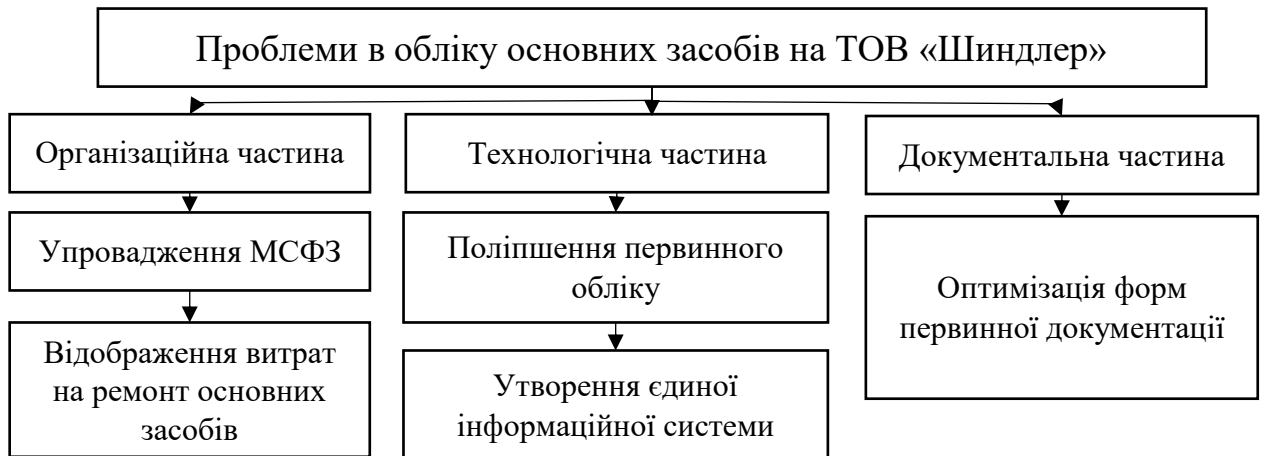 Проблеми в обліку основних засобів на ТОВ «Шиндлер»
Організаційна частина
Технологічна частина
Документальна частина
Упровадження МСФЗ
Поліпшення первинного
обліку
Оптимізація форм
первинної документації
Відображення витрат
на ремонт основних
засобів
Утворення єдиної
інформаційної системи